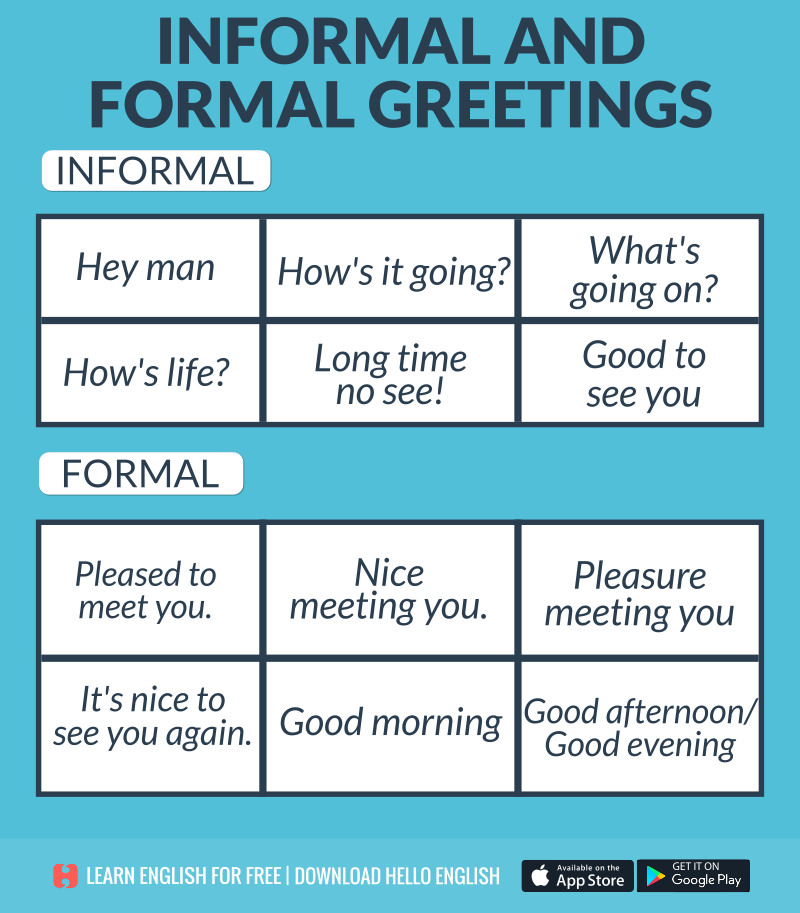 INFORMAL AND
FORMAL GREETINGS
INFORMAL
Hey man
How's it going?
What's
going on?
How's life?
Long time
no see!
Good to
see you
FORMAL
Pleased to
meet you.
Nice
meeting you.
Pleasure
meeting you
It's nice to
see you again.
Good morning
Good afternoon/
Good evening
LEARN ENGLISH FOR FREE | DOWNLOAD HELLO ENGLISH
Available on the
App Store
GET IT ON
Google Play